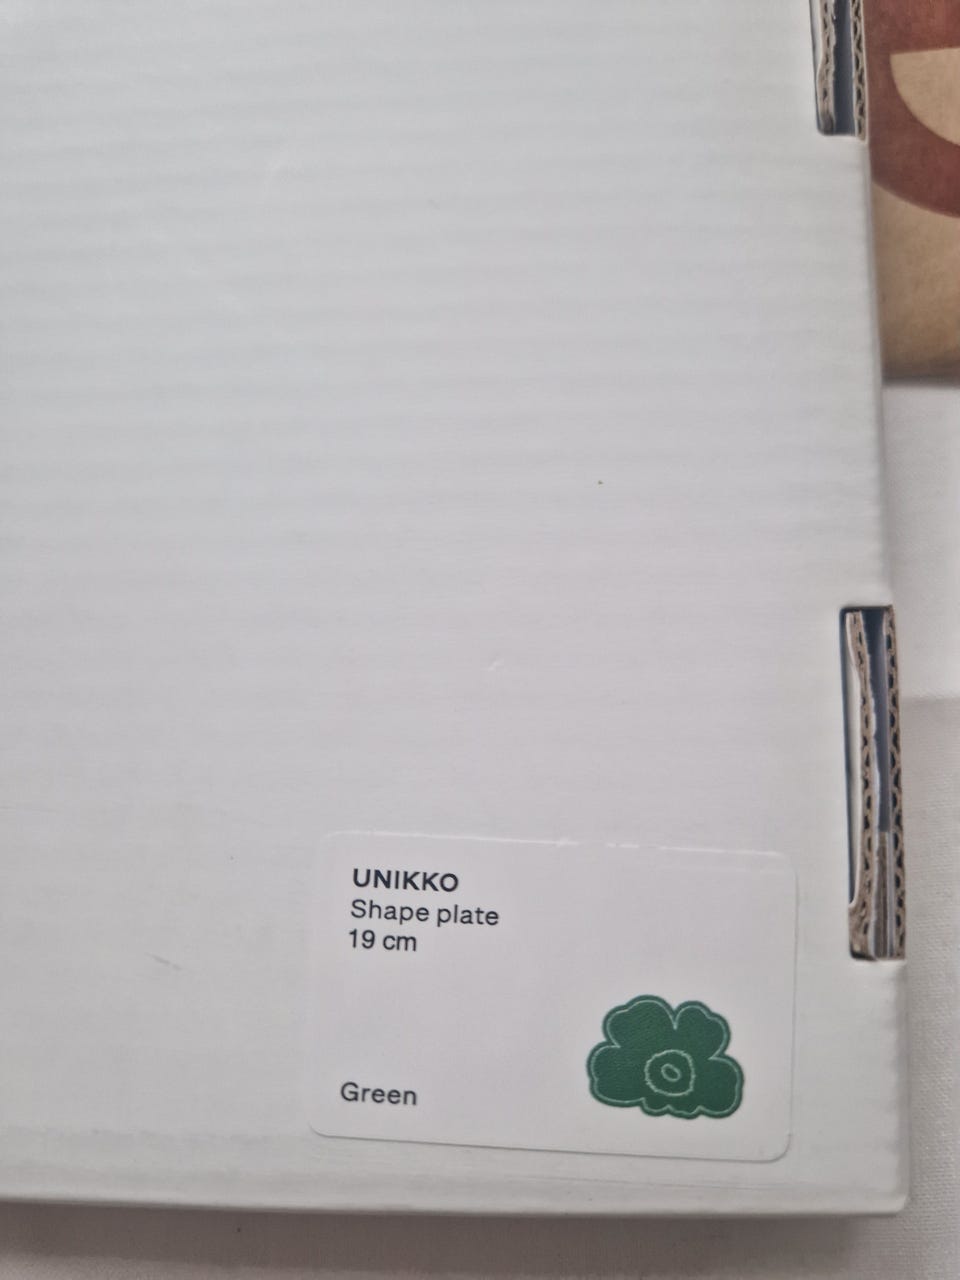 UNIKKO
Shape plate
19 cm
Green